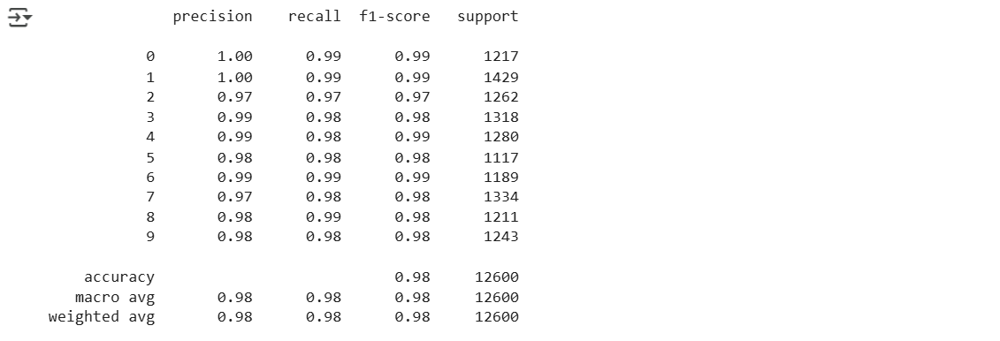 precision recall f1-score support
0 1.00 0.99 0.99 1217
1 1.00 0.99 0.99 1429
2 0.97 0.97 0.97 1262
3 0.99 0.98 0.98 1318
4 0.99 0.98 0.99 1280
5 0.98 0.98 0.98 1117
6 0.99 0.99 0.99 1189
7 0.97 0.98 0.98 1334
8 0.98 0.99 0.98 1211
9 0.98 0.98 0.98 1243
accuracy 0.98 12600
macro avg 0.98 0.98 0.98 12600
weighted avg 0.98 0.98 0.98 12600